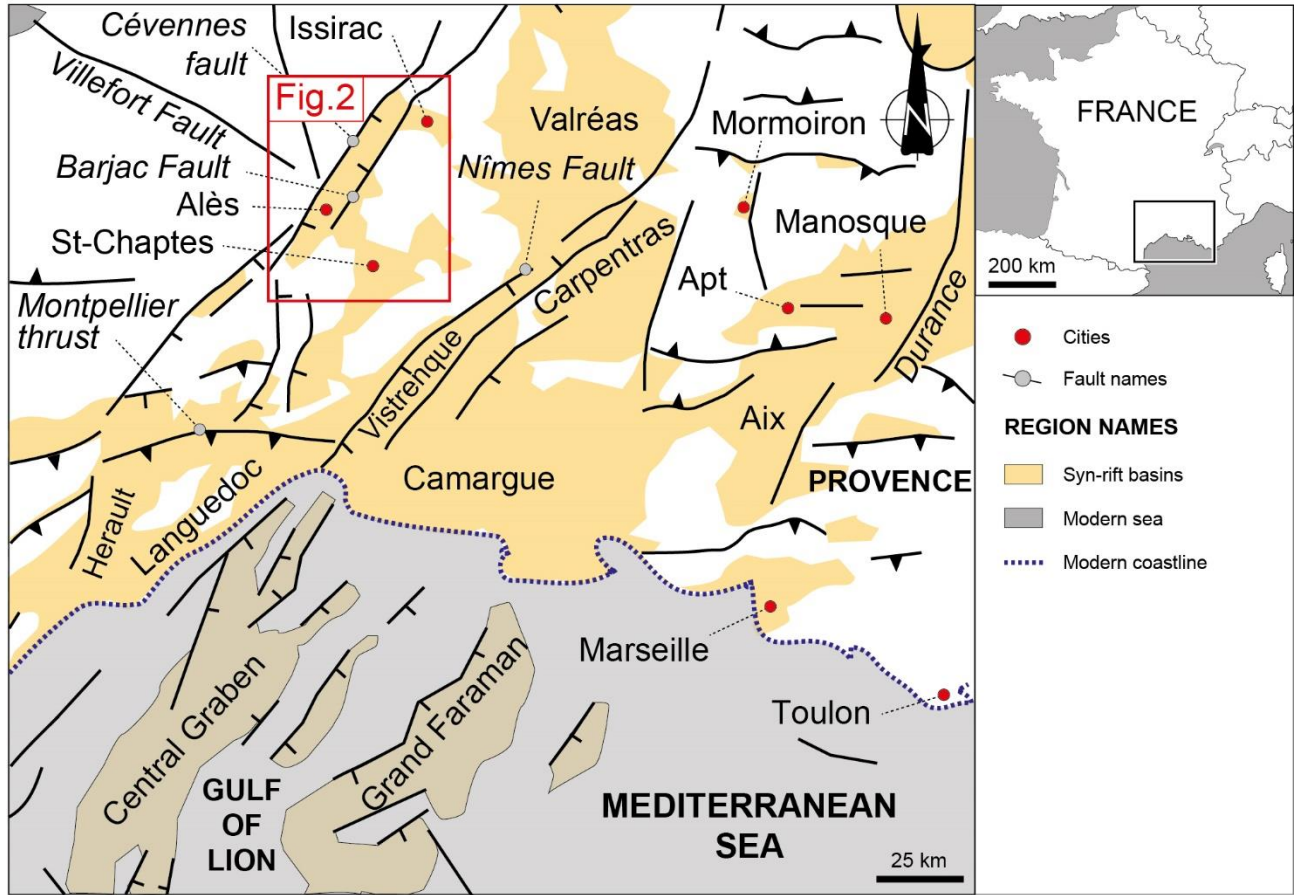 Cévennes
fault
Issirac
Villefort Fault
Fig.2
Valréas
Mormoiron
Barjac Fault
Nîmes Fault
Alès
Manosque
St-Chaptes
Carpentras
Apt
Montpellier
thrust
Durance
Vistrenque
Aix
Camargue
PROVENCE
Herault
Languedoc
Marseille
Toulon
Central Graben
Grand Faraman
GULF
OF
LION
MEDITERRANEAN
SEA
25 km
N
FRANCE
200 km
Cities
Fault names
REGION NAMES
Syn-rift basins
Modern sea
Modern coastline